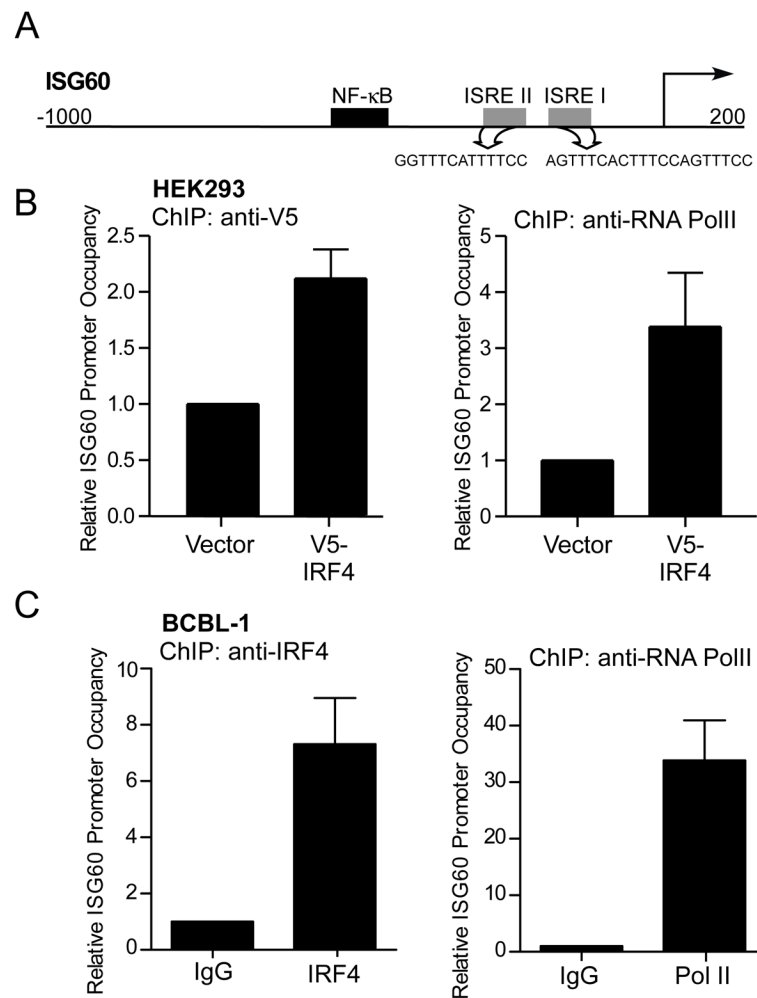 A
ISG60
NF-κB
ISRE II
ISRE I
-1000
200
GGTTTCATTTTCC
AGTTTCACTTTCCAGTTTCC
B
HEK293
ChIP: anti-V5
Relative ISG60 Promoter Occupancy
2.5
2.0
1.5
1.0
0.5
0.0
Vector
V5-
IRF4
ChIP: anti-RNA PolII
Relative ISG60 Promoter Occupancy
5
4
3
2
1
0
Vector
V5-
IRF4
C
BCBL-1
ChIP: anti-IRF4
Relative ISG60 Promoter Occupancy
10
8
6
4
2
0
IgG
IRF4
ChIP: anti-RNA PolII
Relative ISG60 Promoter Occupancy
50
40
30
20
10
0
IgG
Pol II